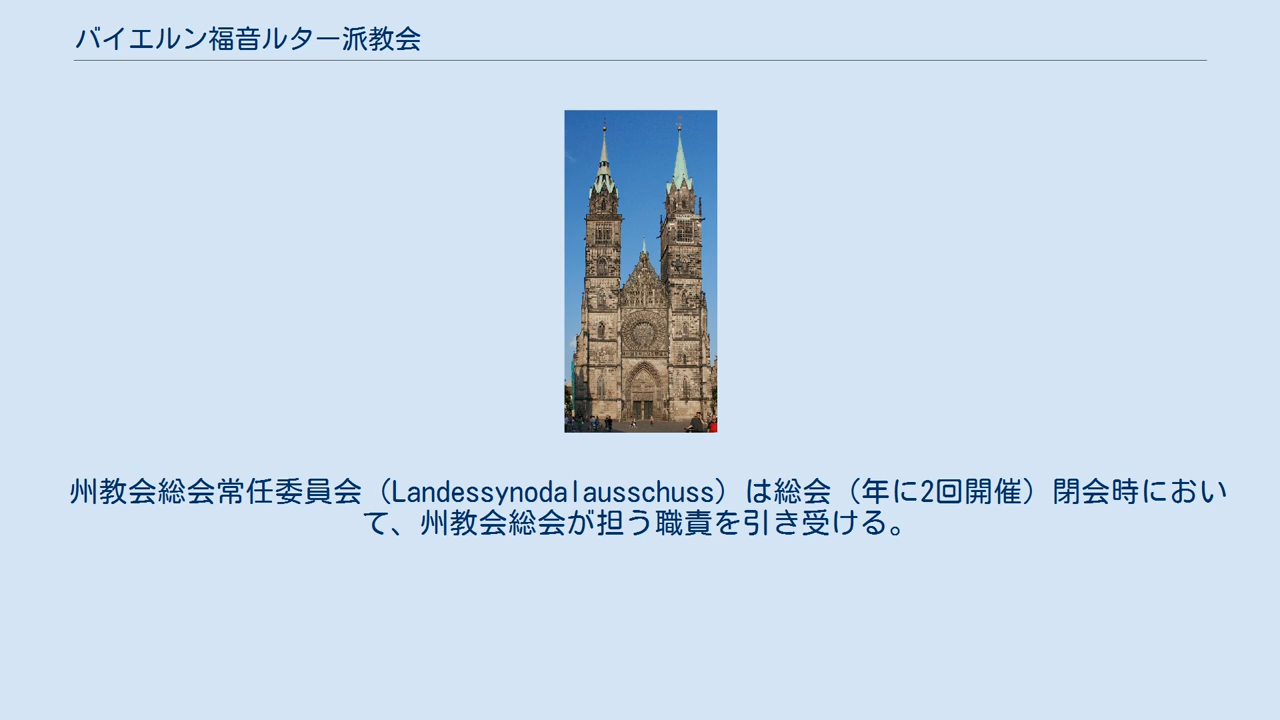 バイエルン福音ルター派教会
州教会総会常任委員会（Landessynodalausschuss）は総会（年に2回開催）閉会時におい
て、州教会総会が担う職責を引き受ける。